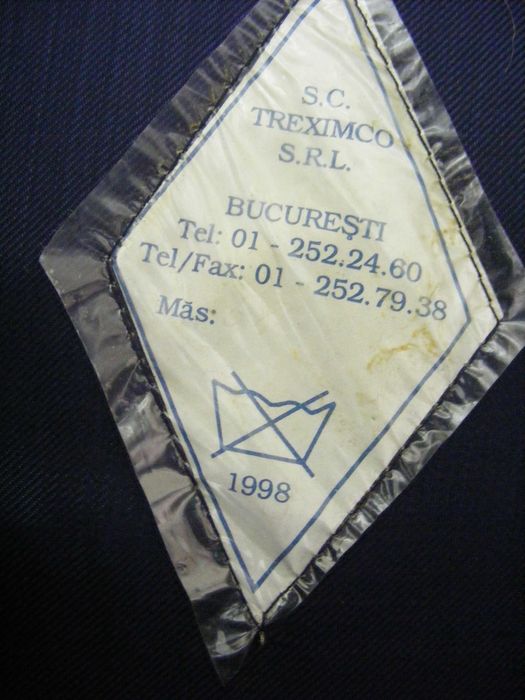 S.C.
TREXIMCO
S.R.L.
BUCUREŞTI
Tel: 01 - 252.24.60
Tel/Fax: 01 - 252.79.38
Măs:
1998